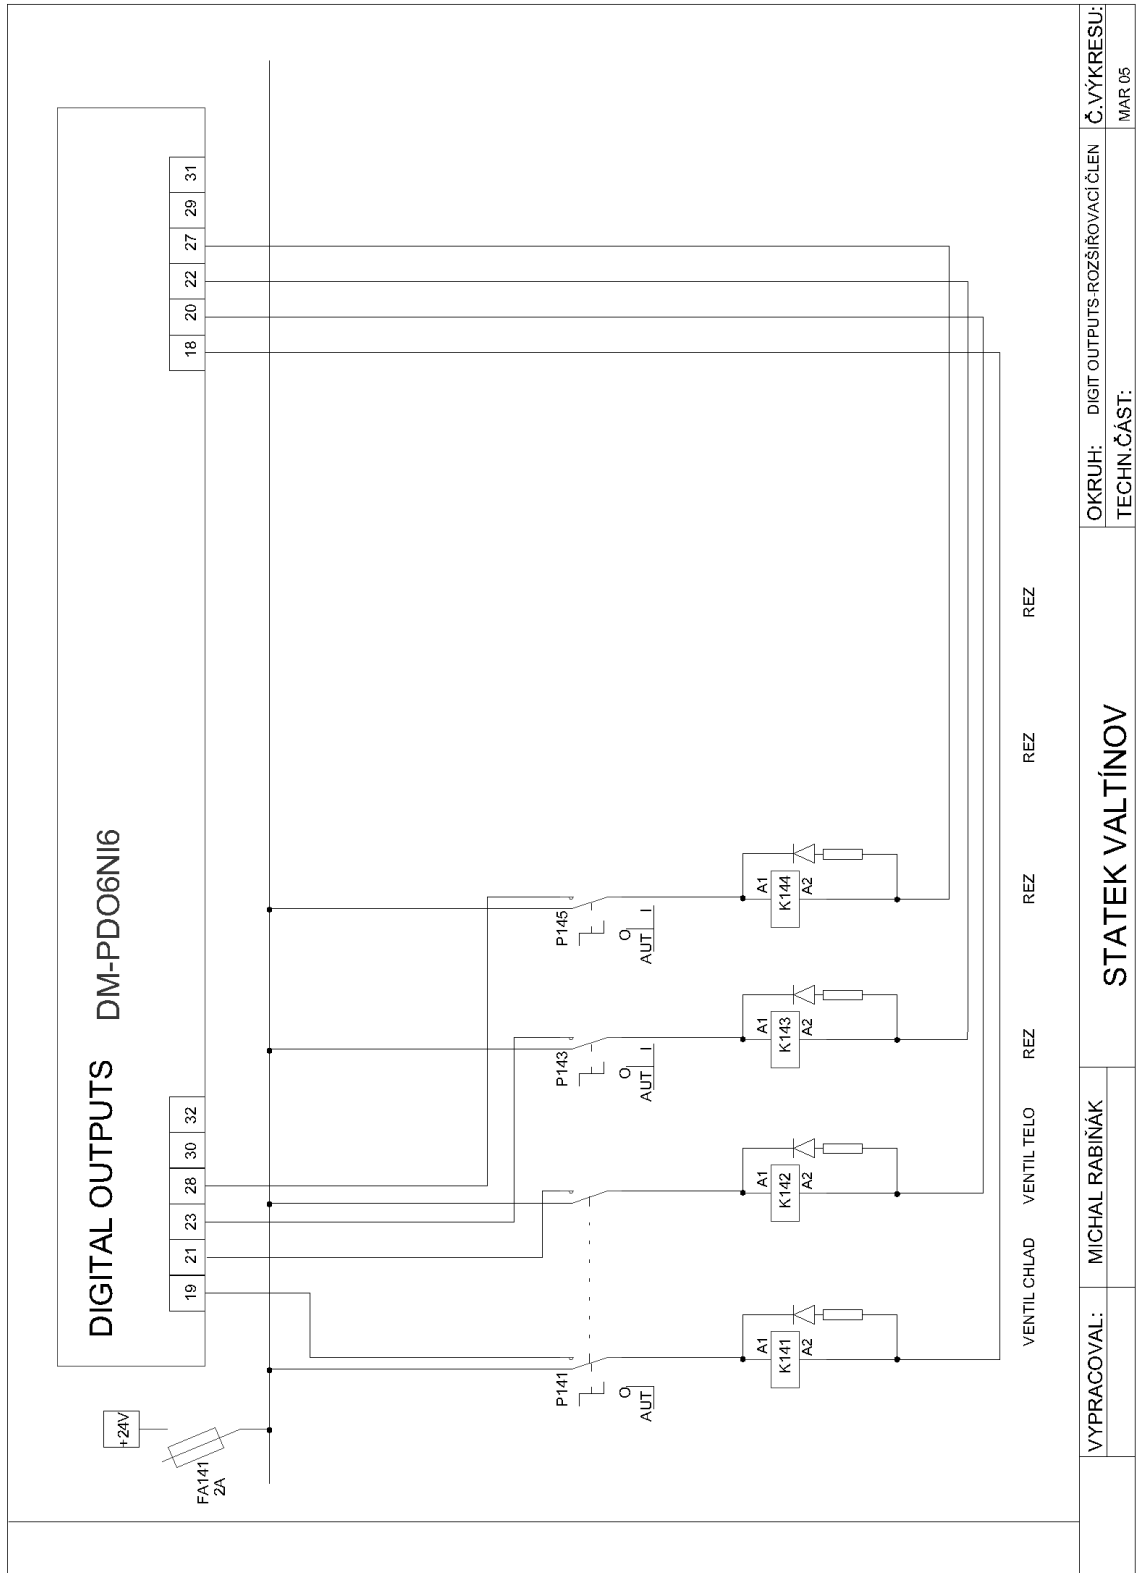 +24V
FA141
2A
DIGITAL OUTPUTS DM-PDO6NI6
19 21 23 28 30 32
18 20 22 27 29 31
P141
O
AUT
P143
O
AUT I
P145
O
AUT I
A1
K141
A2
A1
K142
A2
A1
K143
A2
A1
K144
A2
VENTIL CHLAD
VENTIL TELO
REZ
REZ
REZ
REZ
VYPRACOVAL:
MICHAL RABIŇÁK
STATEK VALTÍNOV
OKRUH: DIGIT OUTPUTS-ROZŠIŘOVACÍ ČLEN
TECHN.ČÁST:
Č.VÝKRESU:
MAR 05